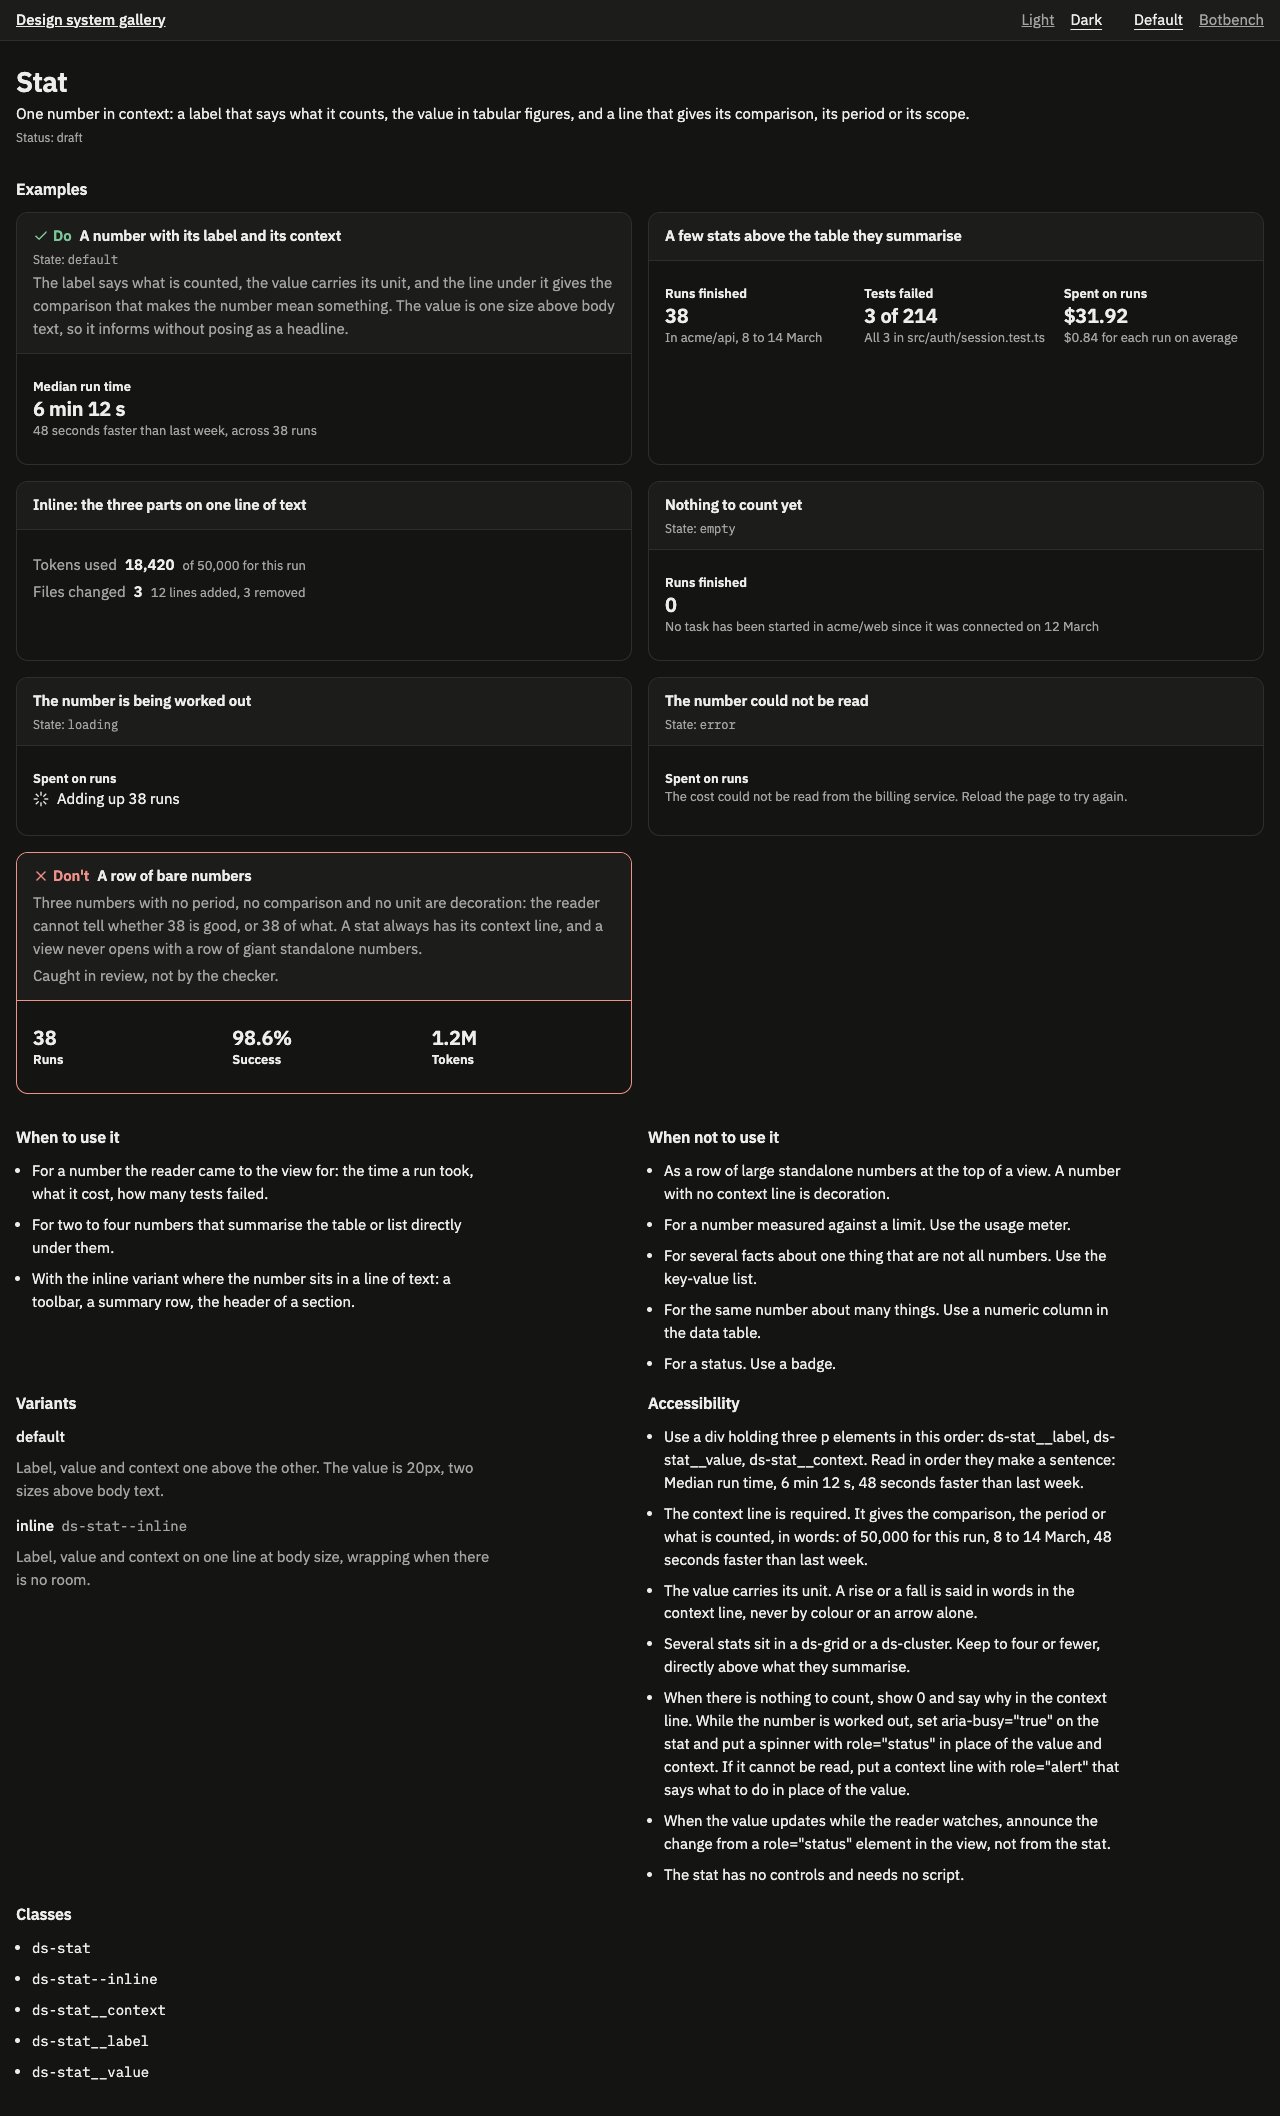 Design system gallery
Light Dark Default Botbench
Stat
One number in context: a label that says what it counts, the value in tabular figures, and a line that gives its comparison, its period or its scope.
Status: draft
Examples
Do A number with its label and its context
State: default
The label says what is counted, the value carries its unit, and the line under it gives the
comparison that makes the number mean something. The value is one size above body
text, so it informs without posing as a headline.
Median run time
6 min 12 s
48 seconds faster than last week, across 38 runs
A few stats above the table they summarise
Runs finished
38
In acme/api, 8 to 14 March
Tests failed
3 of 214
All 3 in src/auth/session.test.ts
Spent on runs
$31.92
$0.84 for each run on average
Inline: the three parts on one line of text
Tokens used 18,420 of 50,000 for this run
Files changed 3 12 lines added, 3 removed
Nothing to count yet
State: empty
Runs finished
0
No task has been started in acme/web since it was connected on 12 March
The number is being worked out
State: loading
Spent on runs
Adding up 38 runs
The number could not be read
State: error
Spent on runs
The cost could not be read from the billing service. Reload the page to try again.
Don't A row of bare numbers
Three numbers with no period, no comparison and no unit are decoration: the reader
cannot tell whether 38 is good, or 38 of what. A stat always has its context line, and a
view never opens with a row of giant standalone numbers.
Caught in review, not by the checker.
38
Runs
98.6%
Success
1.2M
Tokens
When to use it
For a number the reader came to the view for: the time a run took,
what it cost, how many tests failed.
For two to four numbers that summarise the table or list directly
under them.
With the inline variant where the number sits in a line of text: a
toolbar, a summary row, the header of a section.
When not to use it
As a row of large standalone numbers at the top of a view. A number
with no context line is decoration.
For a number measured against a limit. Use the usage meter.
For several facts about one thing that are not all numbers. Use the
key-value list.
For the same number about many things. Use a numeric column in
the data table.
For a status. Use a badge.
Variants
default
Label, value and context one above the other. The value is 20px, two
sizes above body text.
inline ds-stat--inline
Label, value and context on one line at body size, wrapping when there
is no room.
Accessibility
Use a div holding three p elements in this order: ds-stat__label, ds-
stat__value, ds-stat__context. Read in order they make a sentence:
Median run time, 6 min 12 s, 48 seconds faster than last week.
The context line is required. It gives the comparison, the period or
what is counted, in words: of 50,000 for this run, 8 to 14 March, 48
seconds faster than last week.
The value carries its unit. A rise or a fall is said in words in the
context line, never by colour or an arrow alone.
Several stats sit in a ds-grid or a ds-cluster. Keep to four or fewer,
directly above what they summarise.
When there is nothing to count, show 0 and say why in the context
line. While the number is worked out, set aria-busy="true" on the
stat and put a spinner with role="status" in place of the value and
context. If it cannot be read, put a context line with role="alert" that
says what to do in place of the value.
When the value updates while the reader watches, announce the
change from a role="status" element in the view, not from the stat.
The stat has no controls and needs no script.
Classes
ds-stat
ds-stat--inline
ds-stat__context
ds-stat__label
ds-stat__value